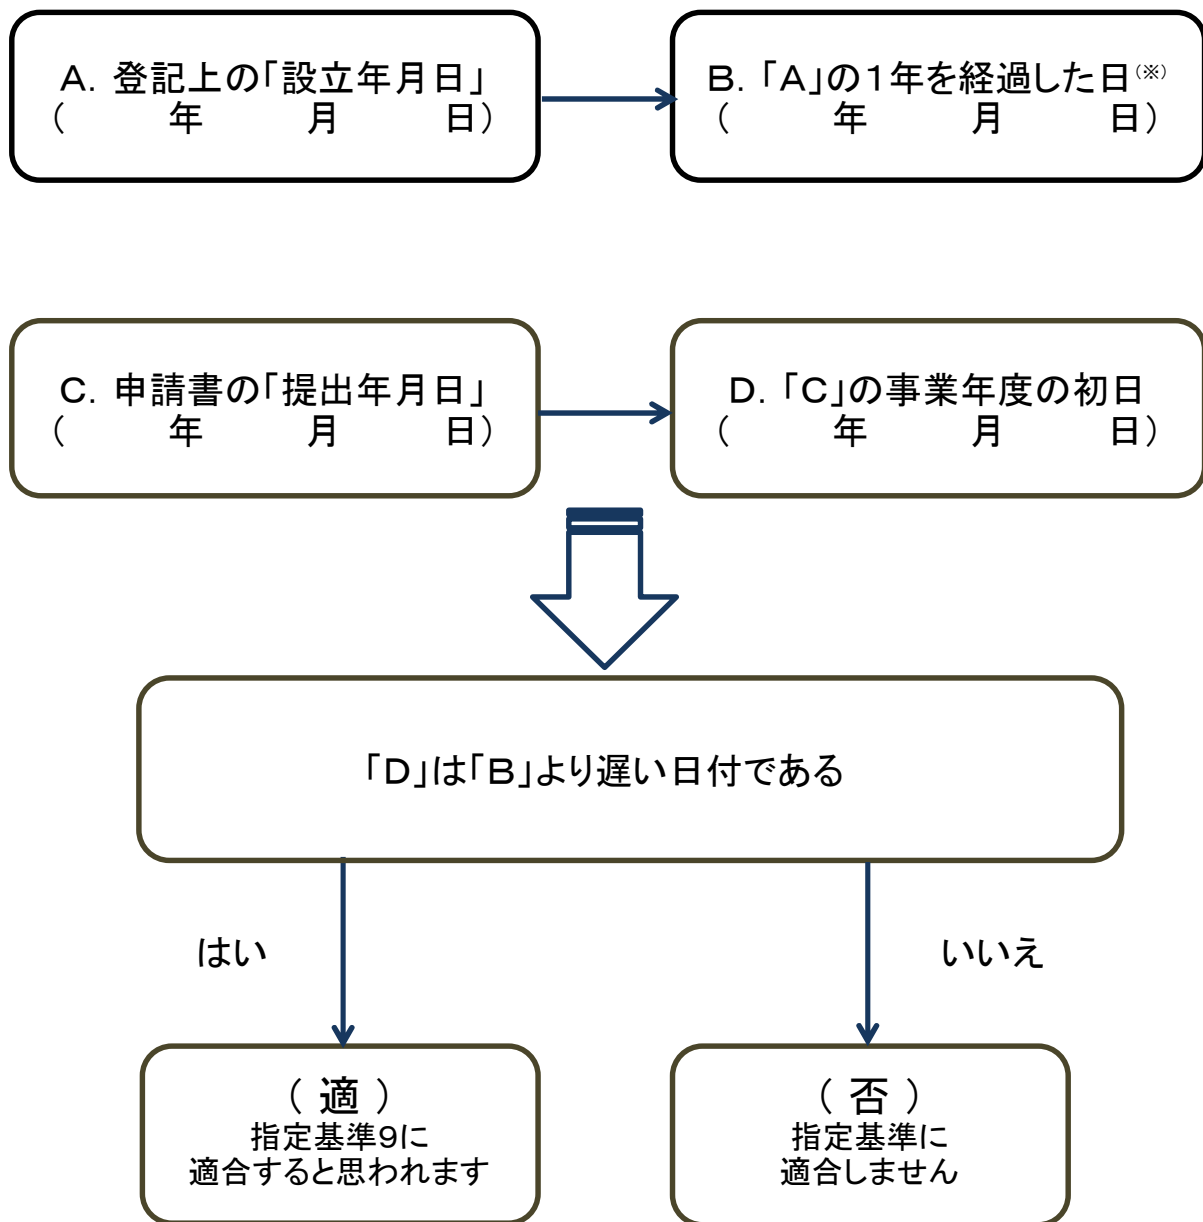 A. 登記上の「設立年月日」
（　　年　　月　　日）
B. 「A」の１年を経過した日（※）
（　　年　　月　　日）
C. 申請書の「提出年月日」
（　　年　　月　　日）
D. 「C」の事業年度の初日
（　　年　　月　　日）
「D」は「B」より遅い日付である
はい
いいえ
（ 適 ）
指定基準９に
適合すると思われます
（ 否 ）
指定基準に
適合しません